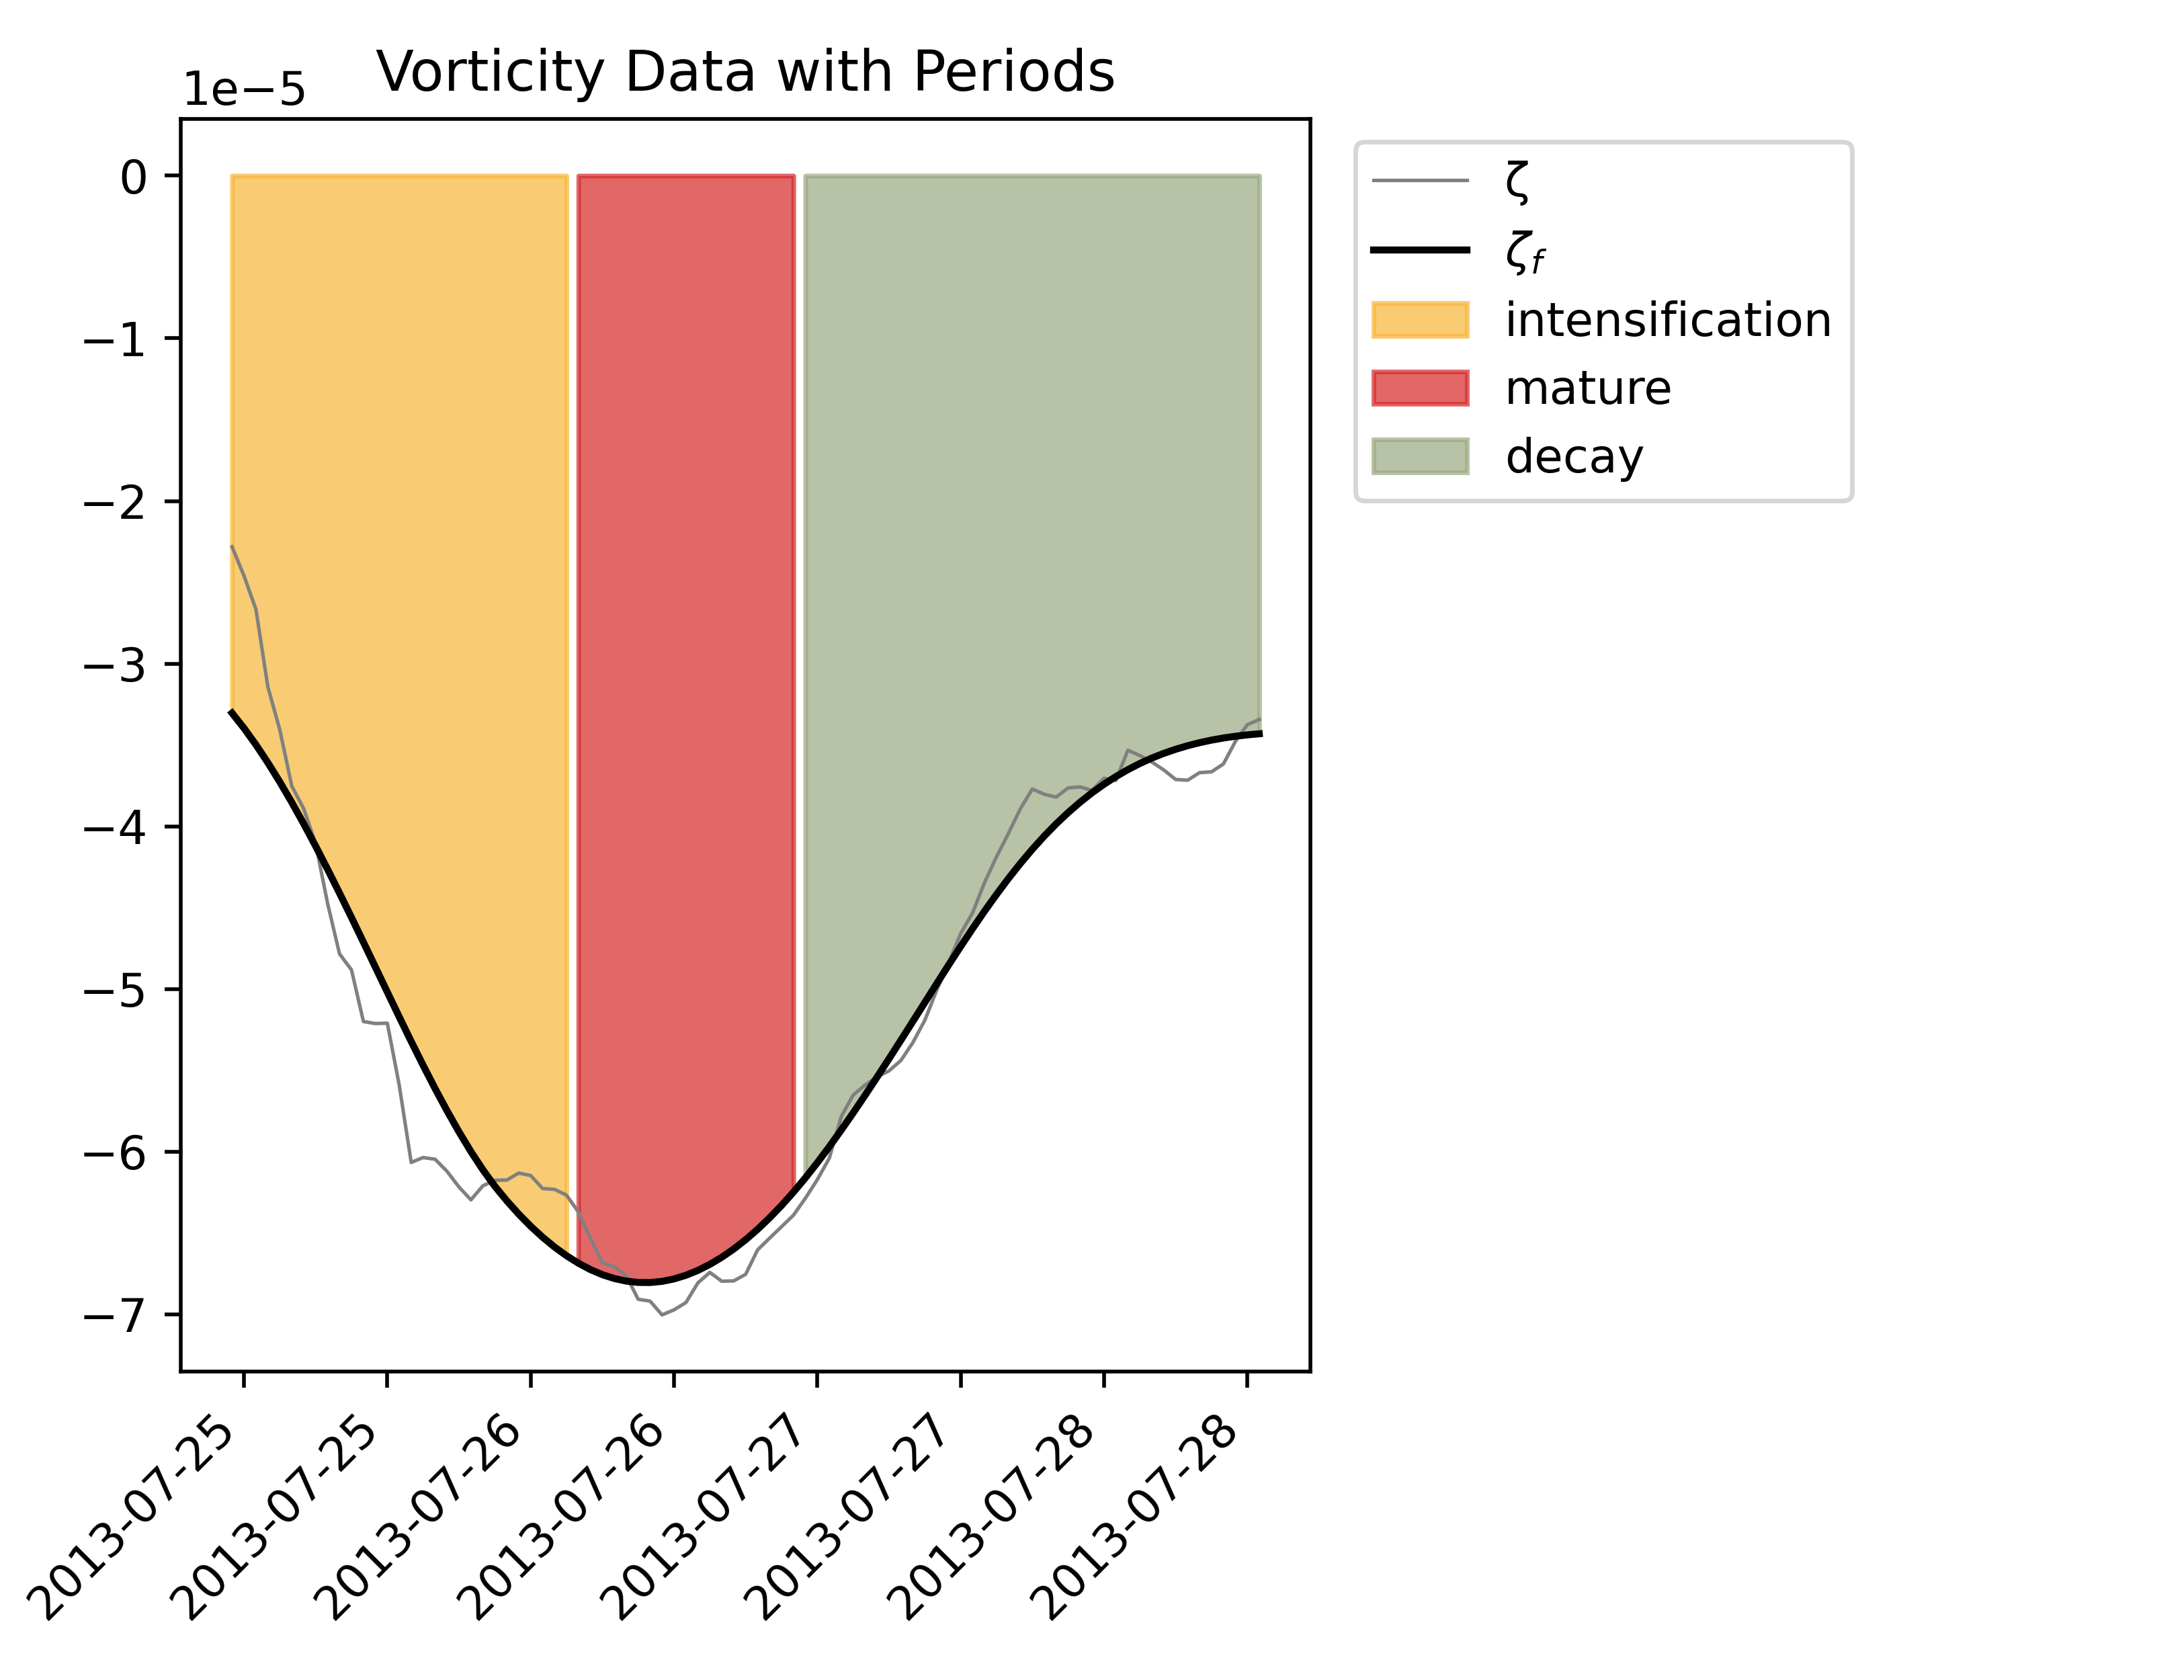 Vorticity Data with Periods
1e−5
0
−1
−2
−3
−4
−5
−6
−7
2013-07-25
2013-07-25
2013-07-26
2013-07-26
2013-07-27
2013-07-27
2013-07-28
2013-07-28
ζ
ζf
intensification
mature
decay